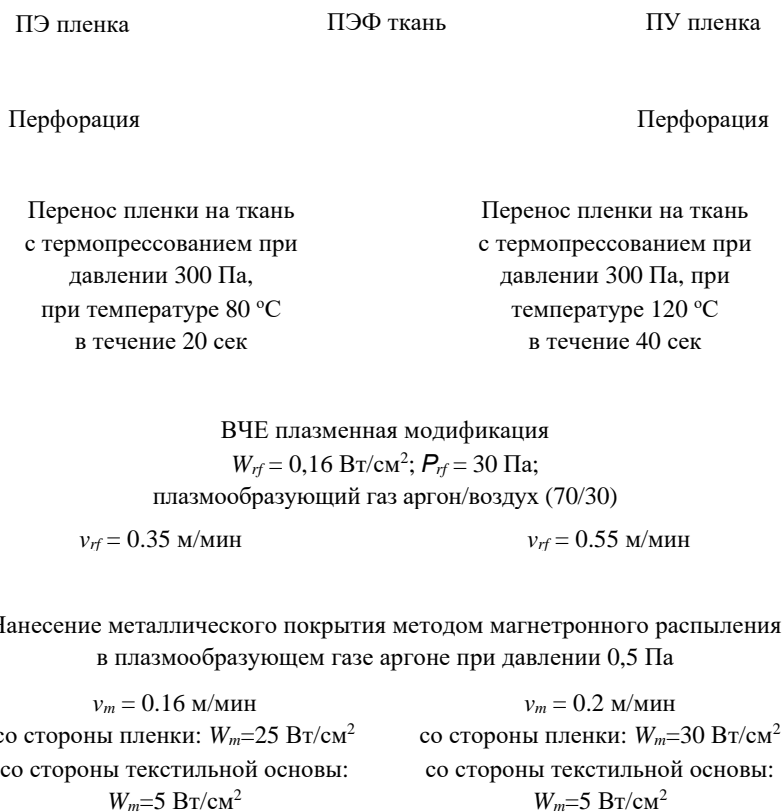 ПЭ пленка
ПЭФ ткань
ПУ пленка
Перфорация
Перфорация
Перенос пленки на ткань
с термопрессованием при
давлении 300 Па,
при температуре 80 ºС
в течение 20 сек
Перенос пленки на ткань
с термопрессованием при
давлении 300 Па, при
температуре 120 ºС
в течение 40 сек
ВЧЕ плазменная модификация
Wrf = 0,16 Вт/см²; Prf = 30 Па;
плазмообразующий газ аргон/воздух (70/30)
vrf = 0.35 м/мин
vrf = 0.55 м/мин
Нанесение металлического покрытия методом магнетронного распыления
в плазмообразующем газе аргоне при давлении 0,5 Па
vm = 0.16 м/мин
со стороны пленки: Wm=25 Вт/см²
со стороны текстильной основы:
Wm=5 Вт/см²
vm = 0.2 м/мин
со стороны пленки: Wm=30 Вт/см²
со стороны текстильной основы:
Wm=5 Вт/см²